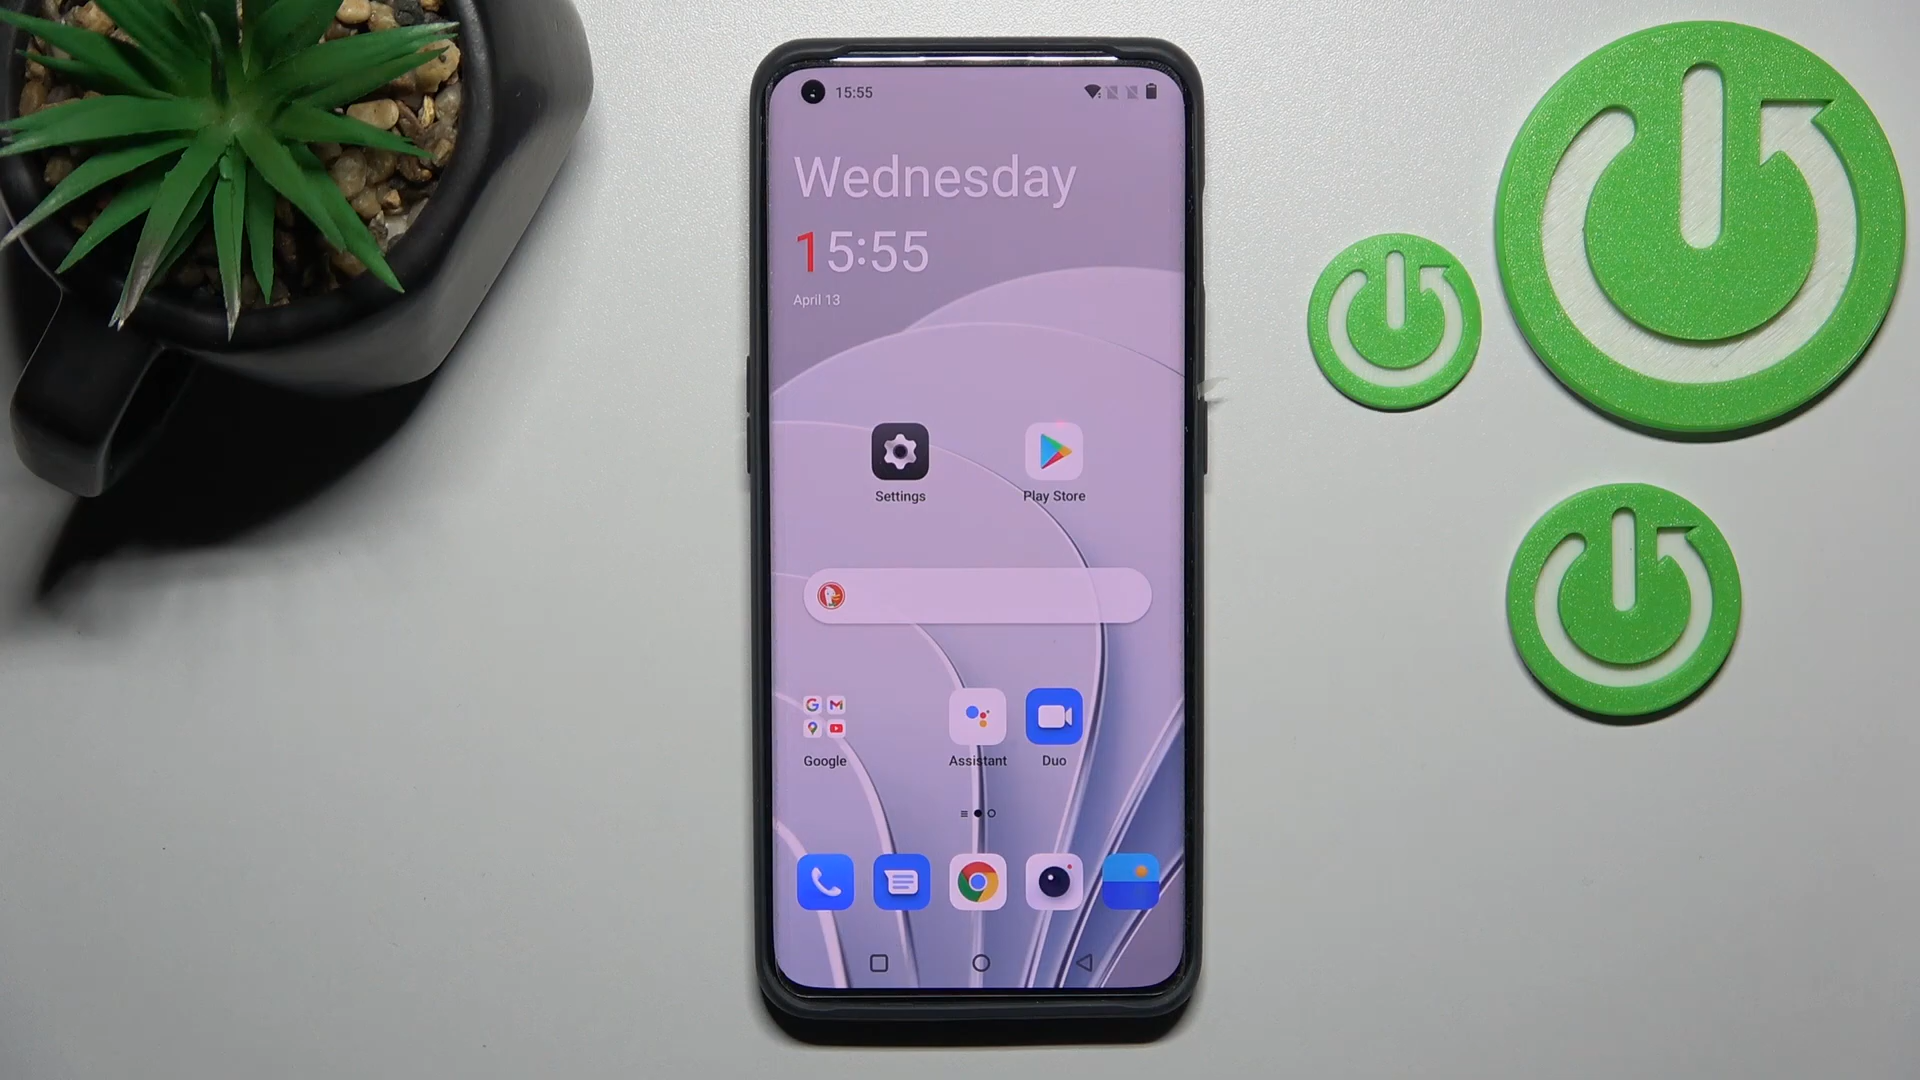 15:55
Wednesday
15:55
April 13
Settings
Play Store
Google
Assistant
Duo